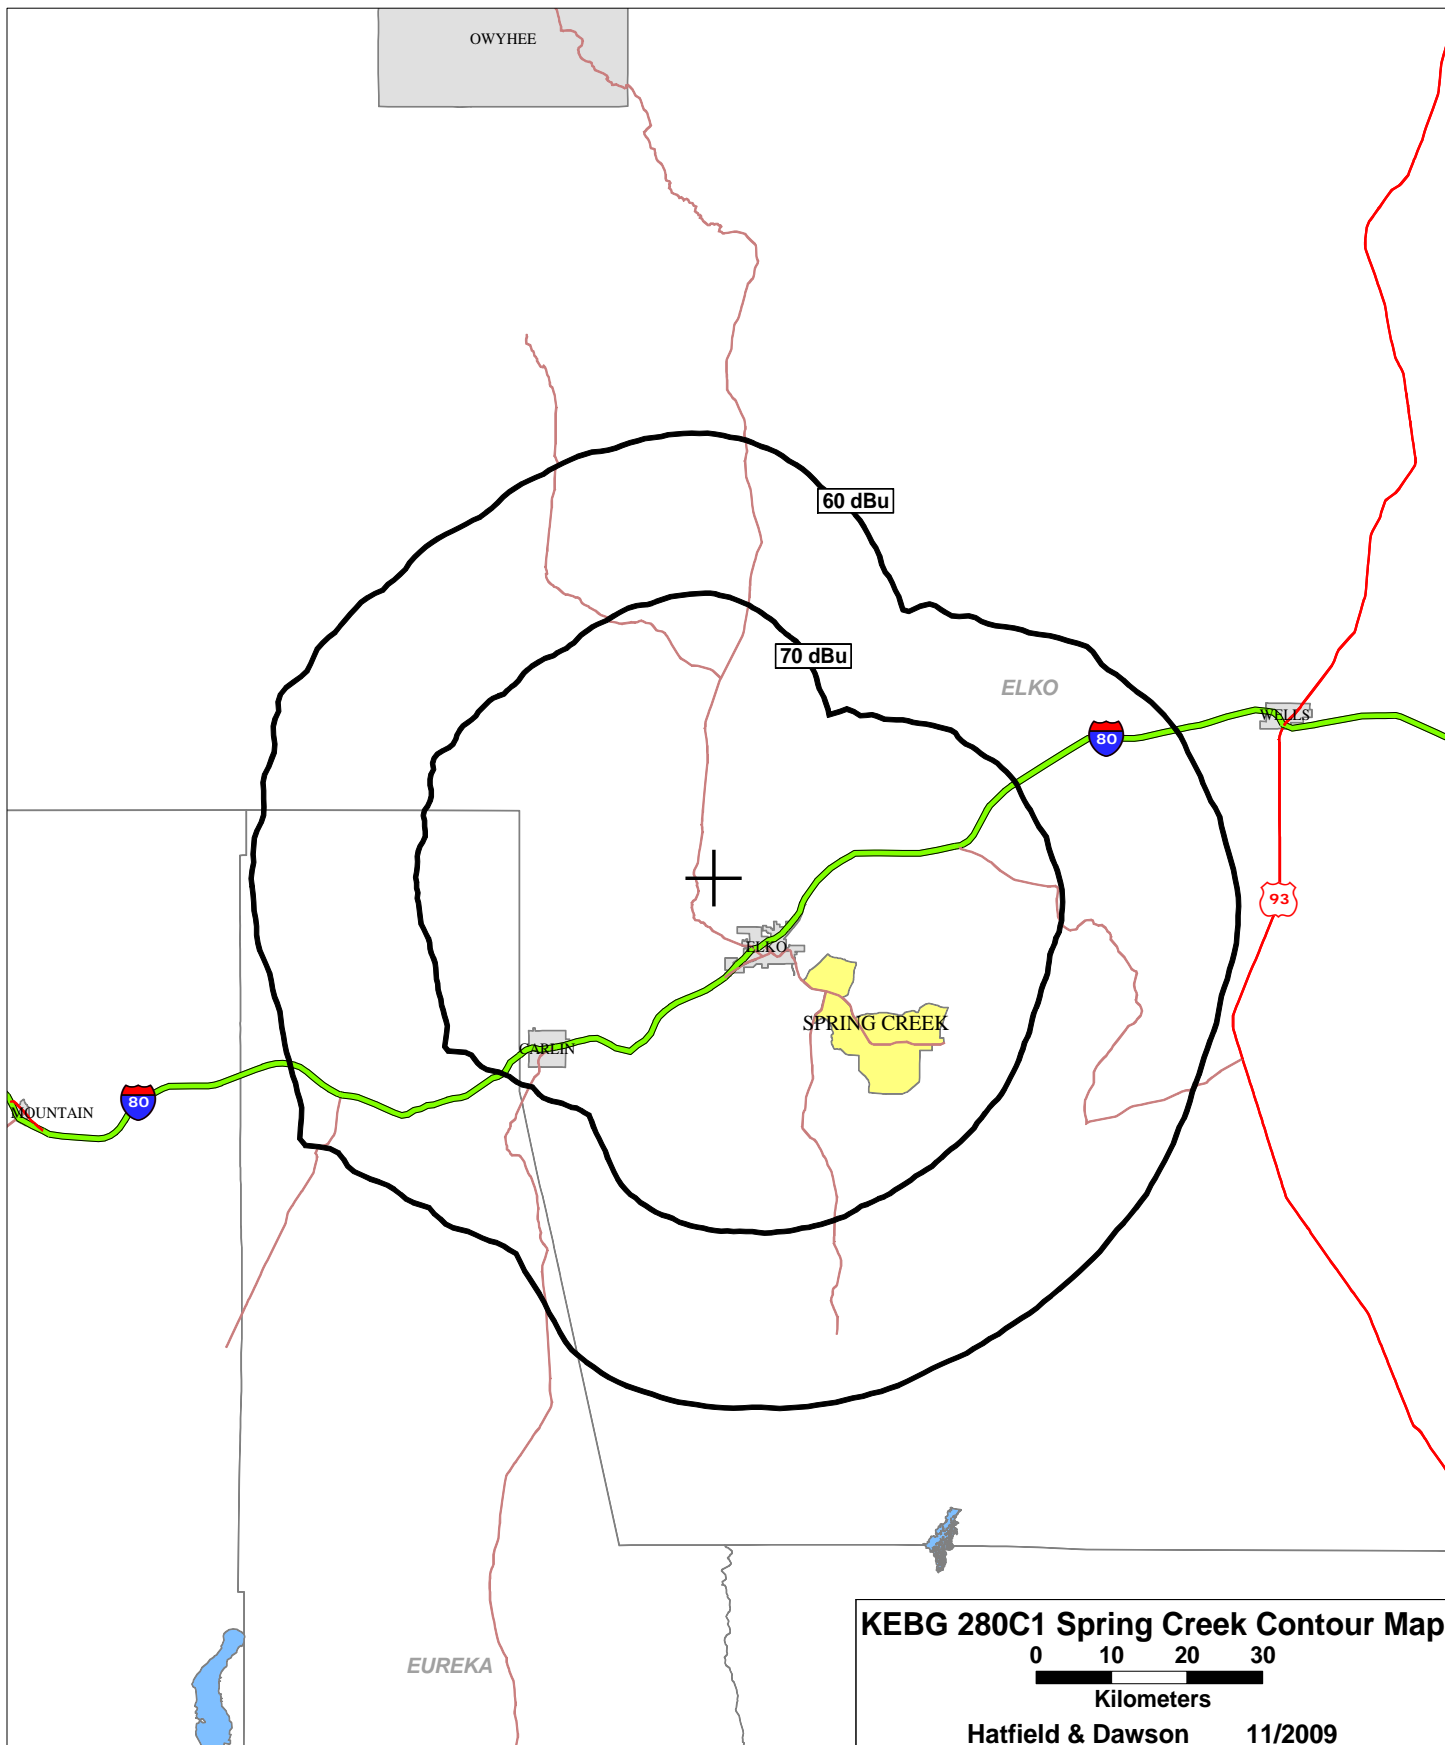 OWYHEE
60 dBu
70 dBu
ELKO
WELLS
80
93
ELKO
SPRING CREEK
CARLIN
80
MOUNTAIN
EUREKA
KEBG 280C1 Spring Creek Contour Map
0 10 20 30
Kilometers
Hatfield & Dawson 11/2009